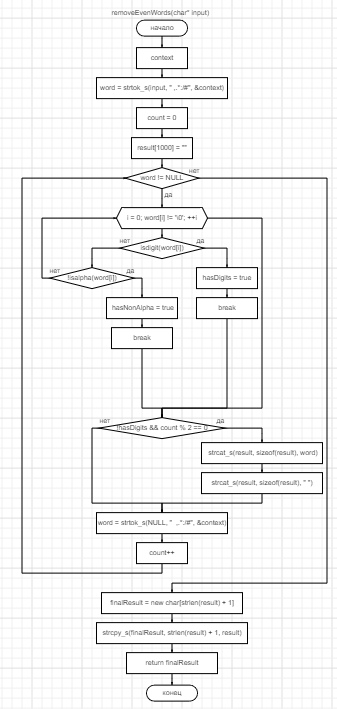 removeEvenWords(char* input)
начало
context
word = strtok_s(input, " ,.*:/#", &context)
count = 0
result[1000] = ""
word != NULL
нет
да
i = 0; word[i] != '\0'; ++i
isdigit(word[i])
нет
да
!isalpha(word[i])
нет
да
hasDigits = true
hasNonAlpha = true
break
break
!hasDigits && count % 2 == 0
нет
да
strcat_s(result, sizeof(result), word)
strcat_s(result, sizeof(result), " ")
word = strtok_s(NULL, " ,.*:/#", &context)
count++
finalResult = new char[strlen(result) + 1]
strcpy_s(finalResult, strlen(result) + 1, result)
return finalResult
конец